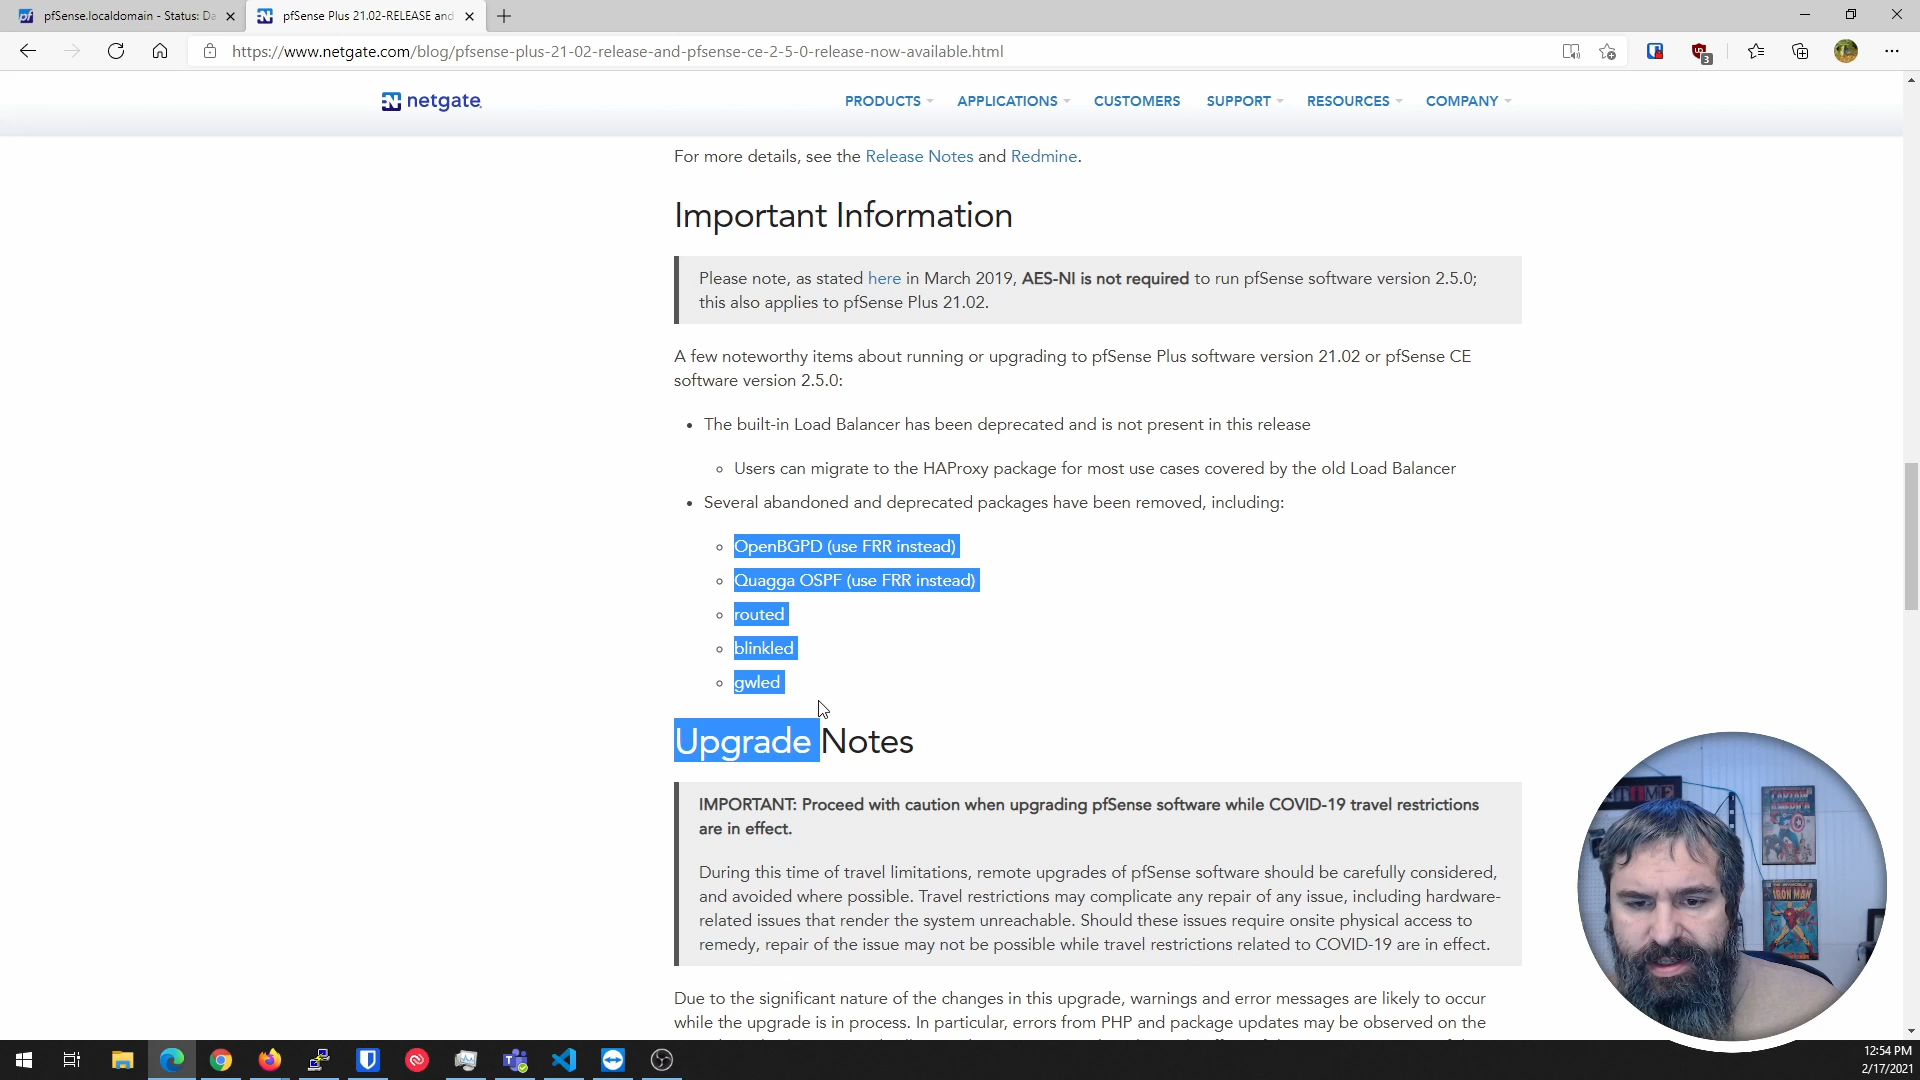 pfSense.localdomain - Status: Da
pfSense Plus 21.02-RELEASE and
https://www.netgate.com/blog/pfsense-plus-21-02-release-and-pfsense-ce-2-5-0-release-now-available.html
3
netgate
PRODUCTS APPLICATIONS CUSTOMERS SUPPORT RESOURCES COMPANY
For more details, see the Release Notes and Redmine.
Important Information
Please note, as stated here in March 2019, AES-NI is not required to run pfSense software version 2.5.0;
this also applies to pfSense Plus 21.02.
A few noteworthy items about running or upgrading to pfSense Plus software version 21.02 or pfSense CE
software version 2.5.0:
• The built-in Load Balancer has been deprecated and is not present in this release
◦ Users can migrate to the HAProxy package for most use cases covered by the old Load Balancer
• Several abandoned and deprecated packages have been removed, including:
◦ OpenBGPD (use FRR instead)
◦ Quagga OSPF (use FRR instead)
◦ routed
◦ blinkled
◦ gwled
Upgrade Notes
IMPORTANT: Proceed with caution when upgrading pfSense software while COVID-19 travel restrictions
are in effect.
During this time of travel limitations, remote upgrades of pfSense software should be carefully considered,
and avoided where possible. Travel restrictions may complicate any repair of any issue, including hardware-
related issues that render the system unreachable. Should these issues require onsite physical access to
remedy, repair of the issue may not be possible while travel restrictions related to COVID-19 are in effect.
Due to the significant nature of the changes in this upgrade, warnings and error messages are likely to occur
while the upgrade is in process. In particular, errors from PHP and package updates may be observed on the
CAPTAIN AMERICA
IRON MAN
12:54 PM
2/17/2021